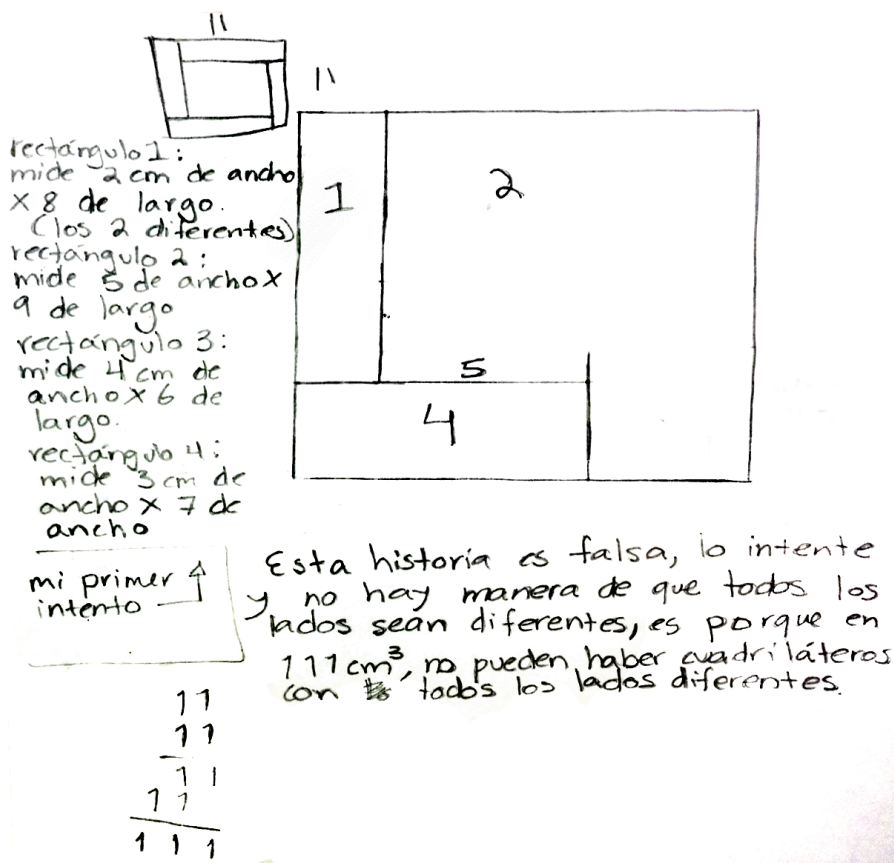 11
11
rectángulo 1:
mide 2 cm de ancho
x 8 de largo.
(los 2 diferentes)
rectángulo 2:
mide 5 de ancho x
9 de largo
rectángulo 3:
mide 4 cm de
ancho x 6 de
largo.
rectángulo 4:
mide 3 cm de
ancho x 7 de
ancho
mi primer
intento
1
2
5
4
Esta historia es falsa, lo intente
y no hay manera de que todos los
lados sean diferentes, es porque en
111 cm³, no pueden haber cuadriláteros
con todos los lados diferentes.
11
11
11
11
111